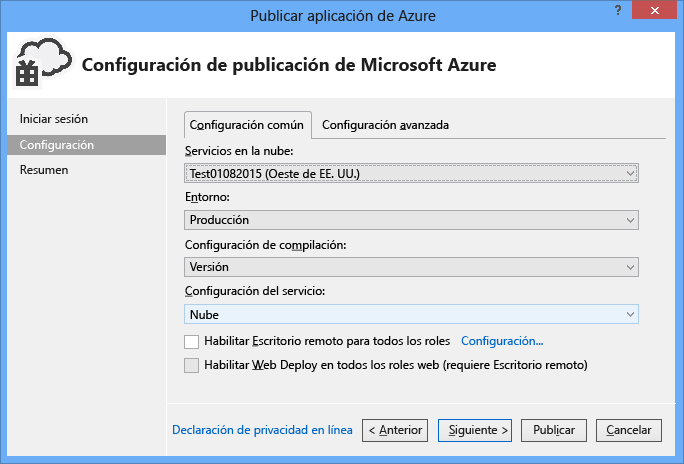 Publicar aplicación de Azure
?
Configuración de publicación de Microsoft Azure
Iniciar sesión
Configuración
Resumen
Configuración común
Configuración avanzada
Servicios en la nube:
Test01082015 (Oeste de EE. UU.)
Entorno:
Producción
Configuración de compilación:
Versión
Configuración del servicio:
Nube
Habilitar Escritorio remoto para todos los roles Configuración...
Habilitar Web Deploy en todos los roles web (requiere Escritorio remoto)
Declaración de privacidad en línea
< Anterior
Siguiente >
Publicar
Cancelar